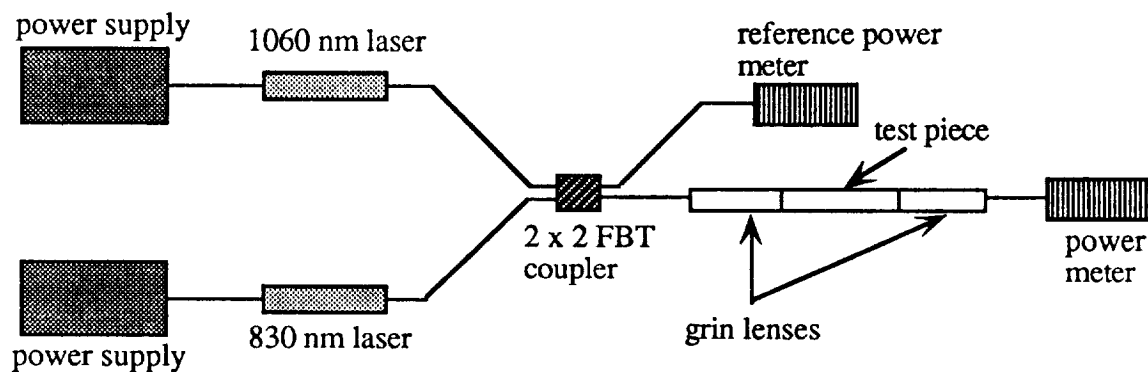 power supply
1060 nm laser
reference power
meter
test piece
2 x 2 FBT
coupler
power
meter
grin lenses
830 nm laser
power supply